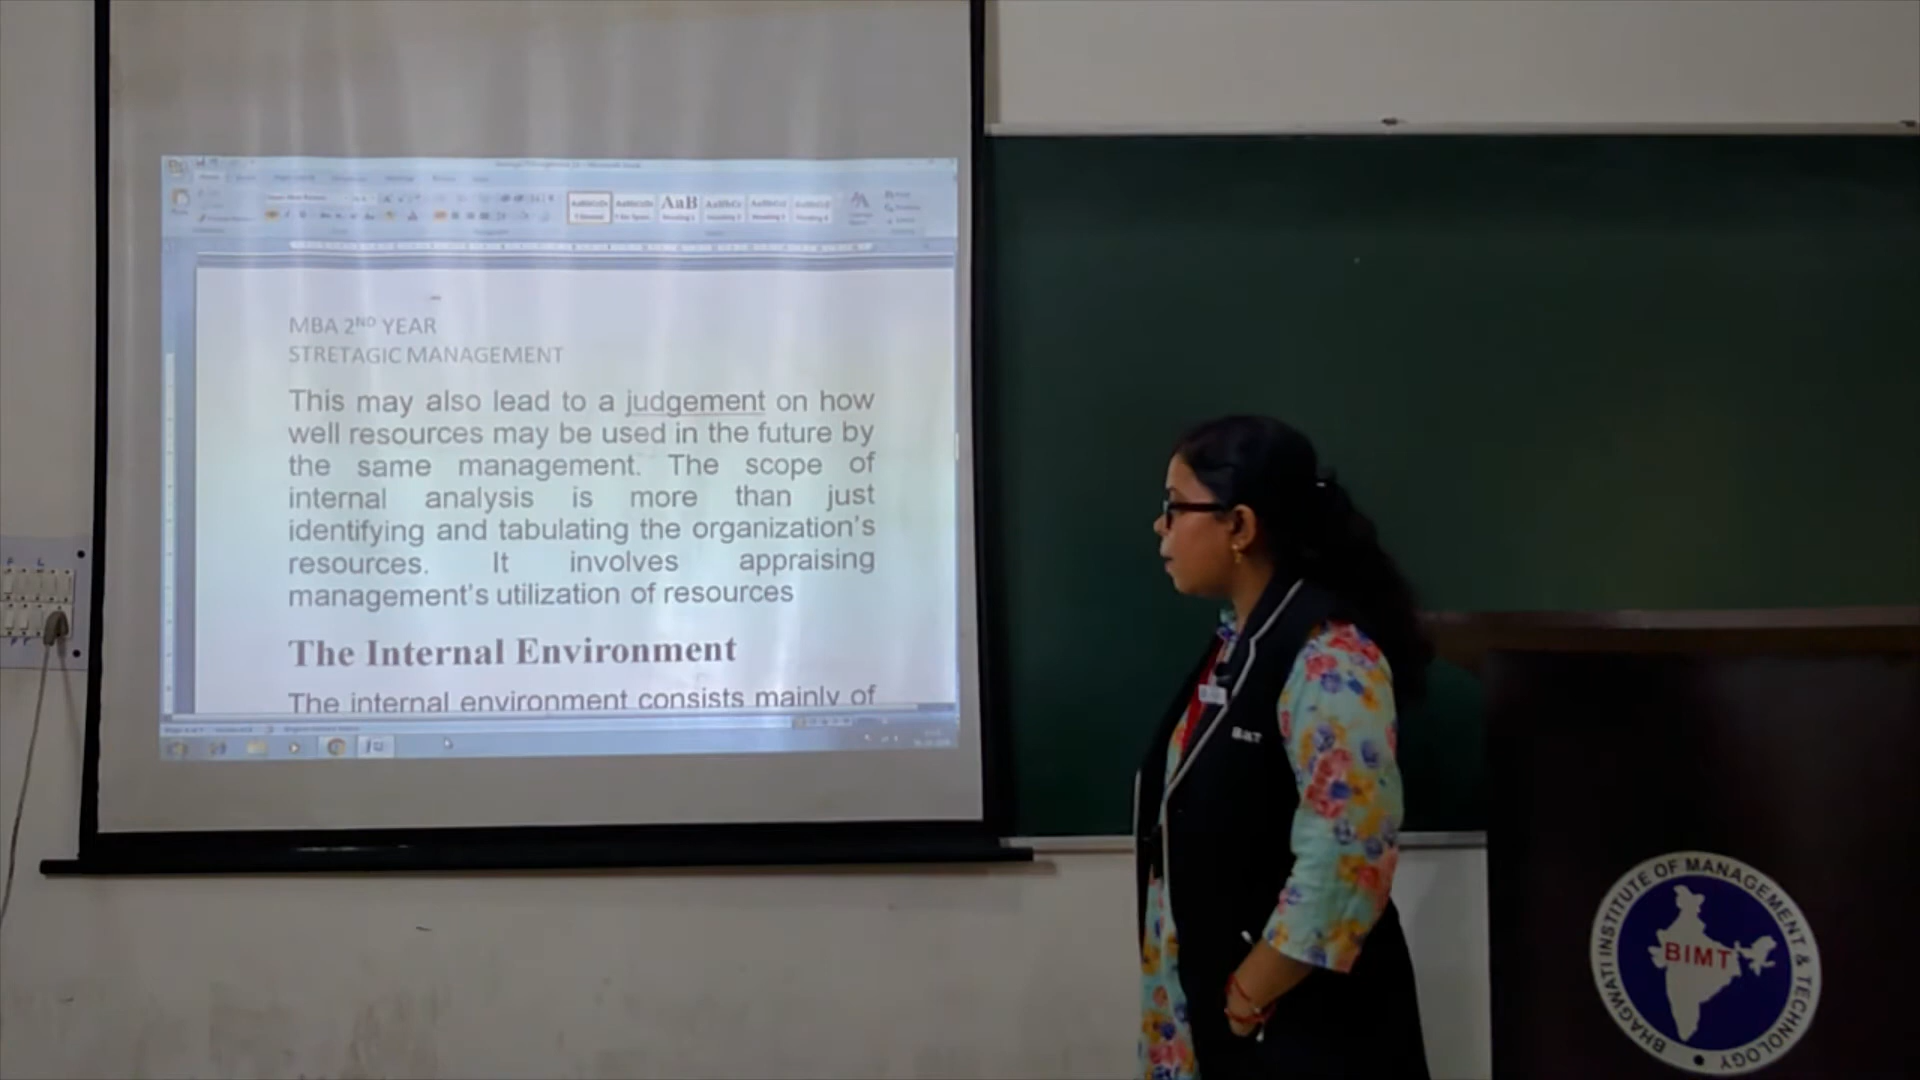 AaB
MBA 2ND YEAR
STRETAGIC MANAGEMENT
This may also lead to a judgement on how
well resources may be used in the future by
the same management. The scope of
internal analysis is more than just
identifying and tabulating the organization's
resources. It involves appraising
management's utilization of resources
The Internal Environment
The internal environment consists mainly of
BIMT
BHAGWATI INSTITUTE OF MANAGEMENT & TECHNOLOGY
BIMT